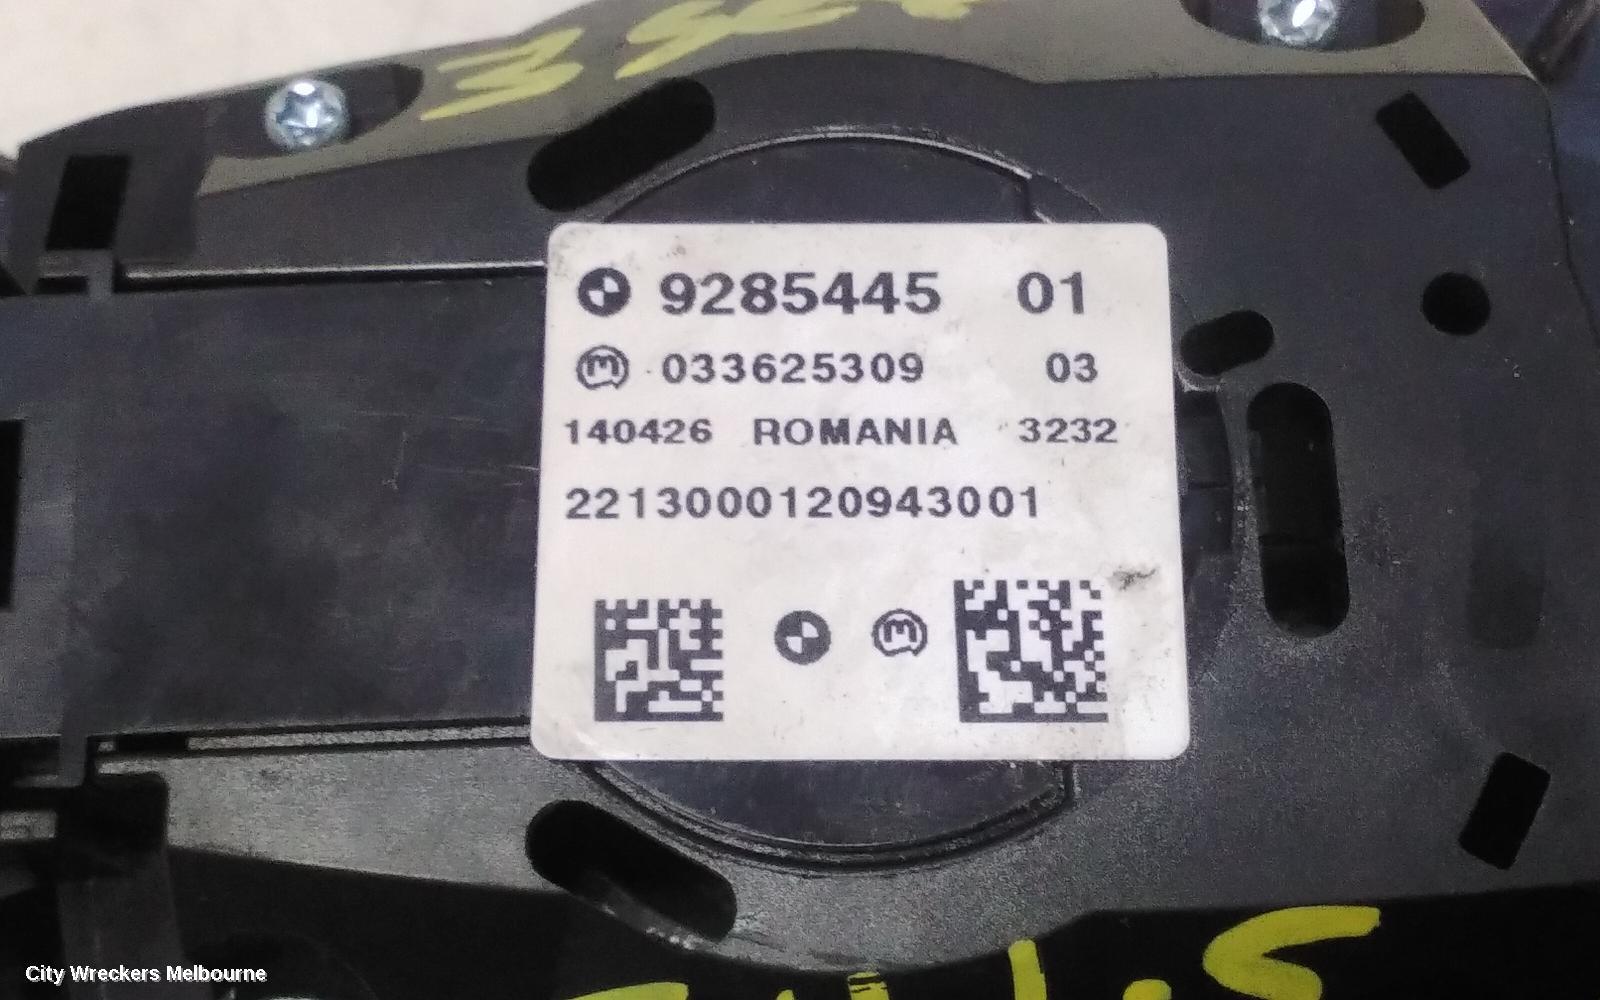 9285445 01
033625309 03
140426 ROMANIA 3232
2213000120943001
City Wreckers Melbourne